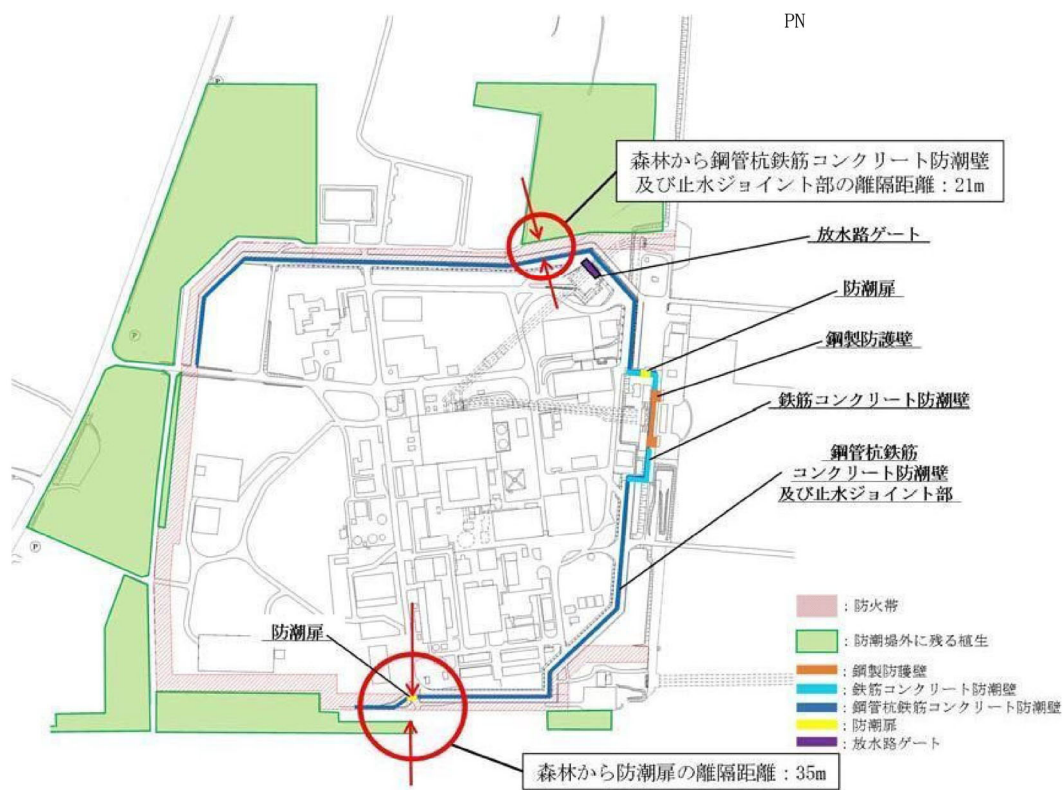 PN
P
森林から鋼管杭鉄筋コンクリート防潮壁
及び止水ジョイント部の離隔距離：21m
放水路ゲート
防潮扉
鋼製防護壁
鉄筋コンクリート防潮壁
鋼管杭鉄筋
コンクリート防潮壁
及び止水ジョイント部
P
P
防潮扉
：防火帯
：防潮堤外に残る植生
：鋼製防護壁
：鉄筋コンクリート防潮壁
：鋼管杭鉄筋コンクリート防潮壁
：防潮扉
：放水路ゲート
森林から防潮扉の離隔距離：35m